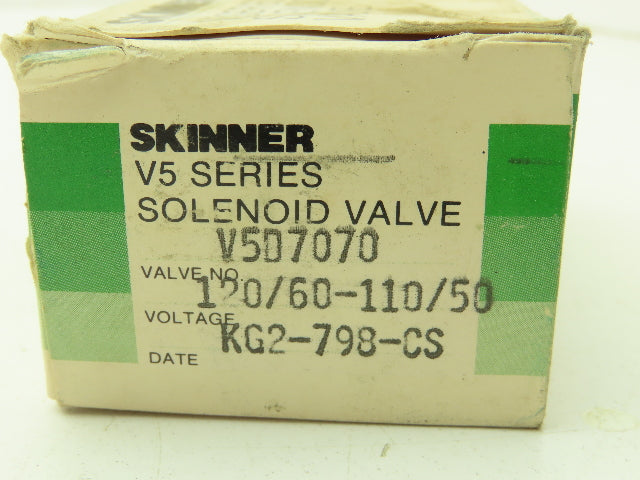 SKINNER
V5 SERIES
SOLENOID VALVE
V5D7070
VALVE NO.
120/60-110/50
VOLTAGE
KG2-798-CS
DATE